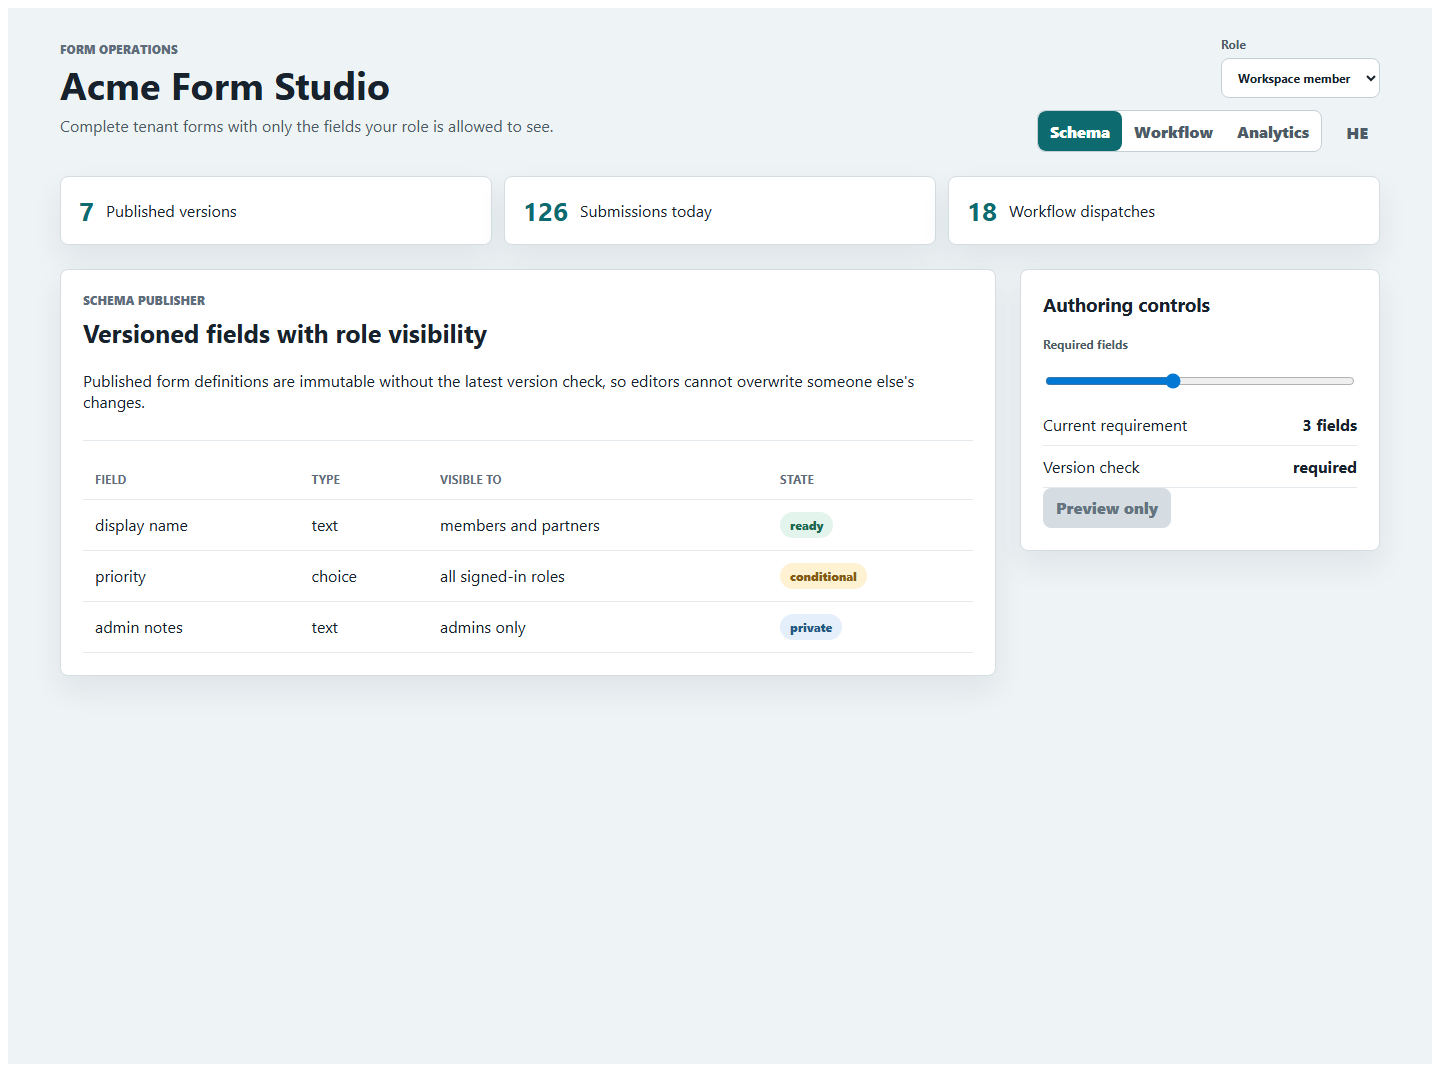 FORM OPERATIONS
Acme Form Studio
Complete tenant forms with only the fields your role is allowed to see.
Role
Workspace member
Schema Workflow Analytics HE
7 Published versions
126 Submissions today
18 Workflow dispatches
SCHEMA PUBLISHER
Versioned fields with role visibility
Published form definitions are immutable without the latest version check, so editors cannot overwrite someone else's
changes.
FIELD TYPE VISIBLE TO STATE
display name text members and partners ready
priority choice all signed-in roles conditional
admin notes text admins only private
Authoring controls
Required fields
Current requirement 3 fields
Version check required
Preview only